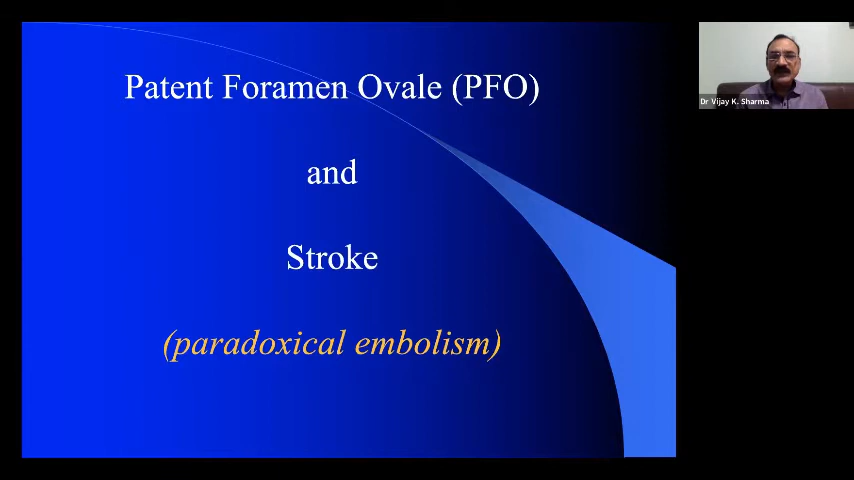 Patent Foramen Ovale (PFO)
and
Stroke
(paradoxical embolism)
Dr Vijay K. Sharma